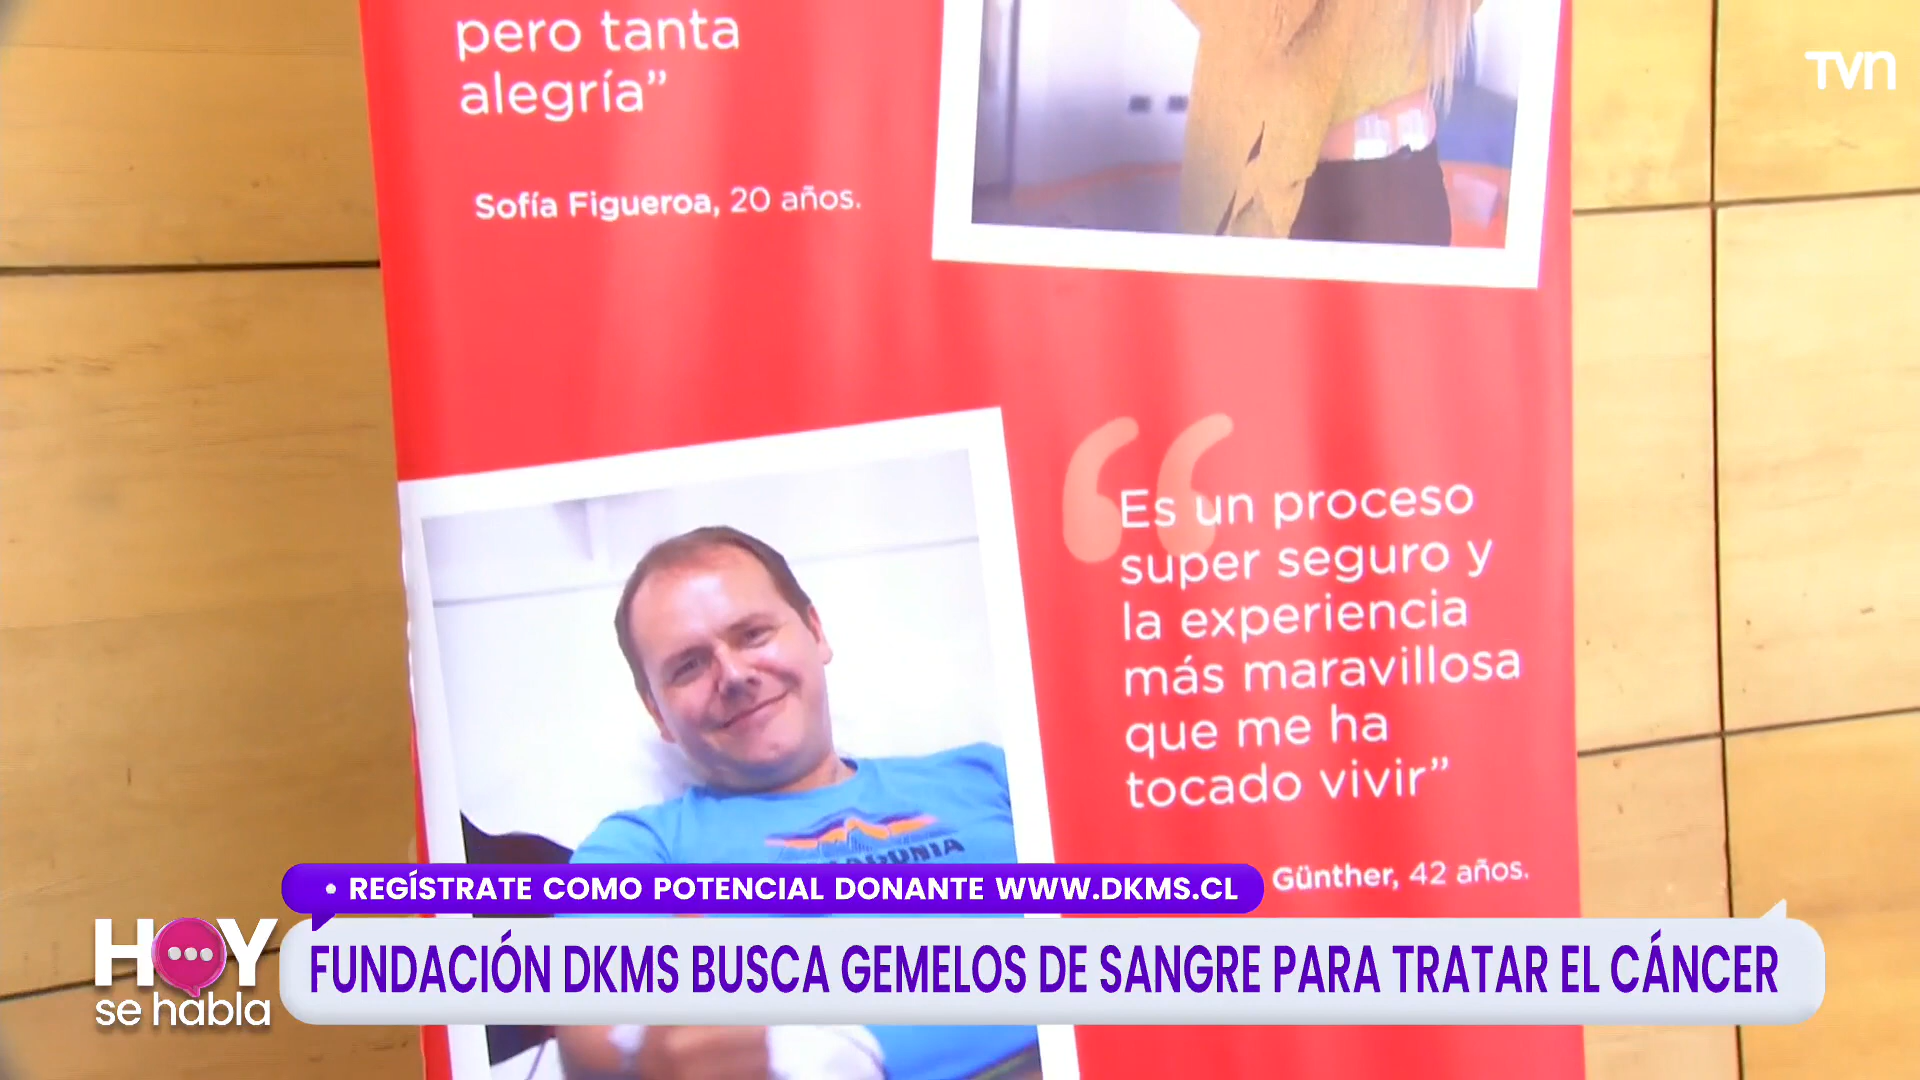 pero tanta
alegría”
Sofía Figueroa, 20 años.
TVN
“Es un proceso
super seguro y
la experiencia
más maravillosa
que me ha
tocado vivir”
Günther, 42 años.
• REGÍSTRATE COMO POTENCIAL DONANTE WWW.DKMS.CL
HOY
se habla
FUNDACIÓN DKMS BUSCA GEMELOS DE SANGRE PARA TRATAR EL CÁNCER